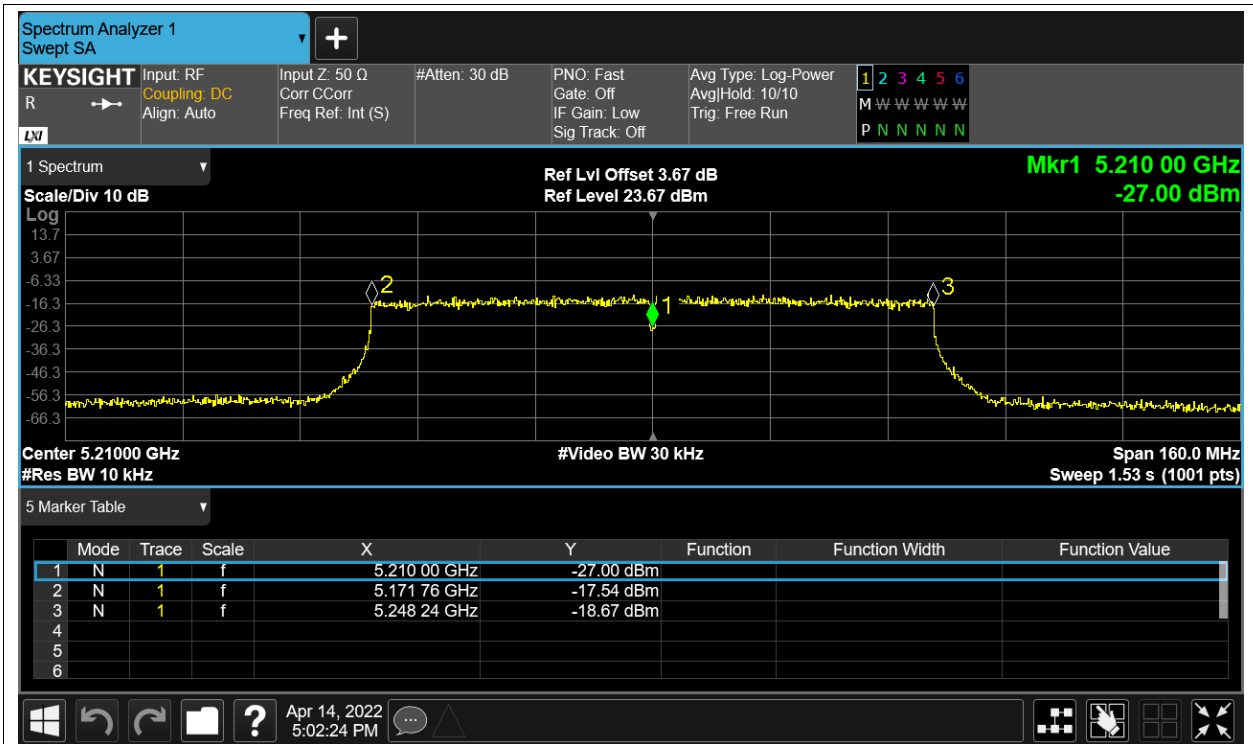 Spectrum Analyzer 1
Swept SA
KEYSIGHT
R
LXI
Input: RF
Coupling: DC
Align: Auto
Input Z: 50 Ω
Corr CCorr
Freq Ref: Int (S)
#Atten: 30 dB
PNO: Fast
Gate: Off
IF Gain: Low
Sig Track: Off
Avg Type: Log-Power
Avg|Hold: 10/10
Trig: Free Run
1 2 3 4 5 6
M W W W W W
P N N N N N
1 Spectrum
Scale/Div 10 dB
Ref Lvl Offset 3.67 dB
Ref Level 23.67 dBm
Mkr1 5.210 00 GHz
-27.00 dBm
Log
13.7
3.67
-6.33
-16.3
-26.3
-36.3
-46.3
-56.3
-66.3
2
1
3
Center 5.21000 GHz
#Video BW 30 kHz
Span 160.0 MHz
#Res BW 10 kHz
Sweep 1.53 s (1001 pts)
5 Marker Table
Mode Trace Scale X Y Function Function Width Function Value
1 N 1 f 5.210 00 GHz -27.00 dBm
2 N 1 f 5.171 76 GHz -17.54 dBm
3 N 1 f 5.248 24 GHz -18.67 dBm
4
5
6
?
Apr 14, 2022
5:02:24 PM